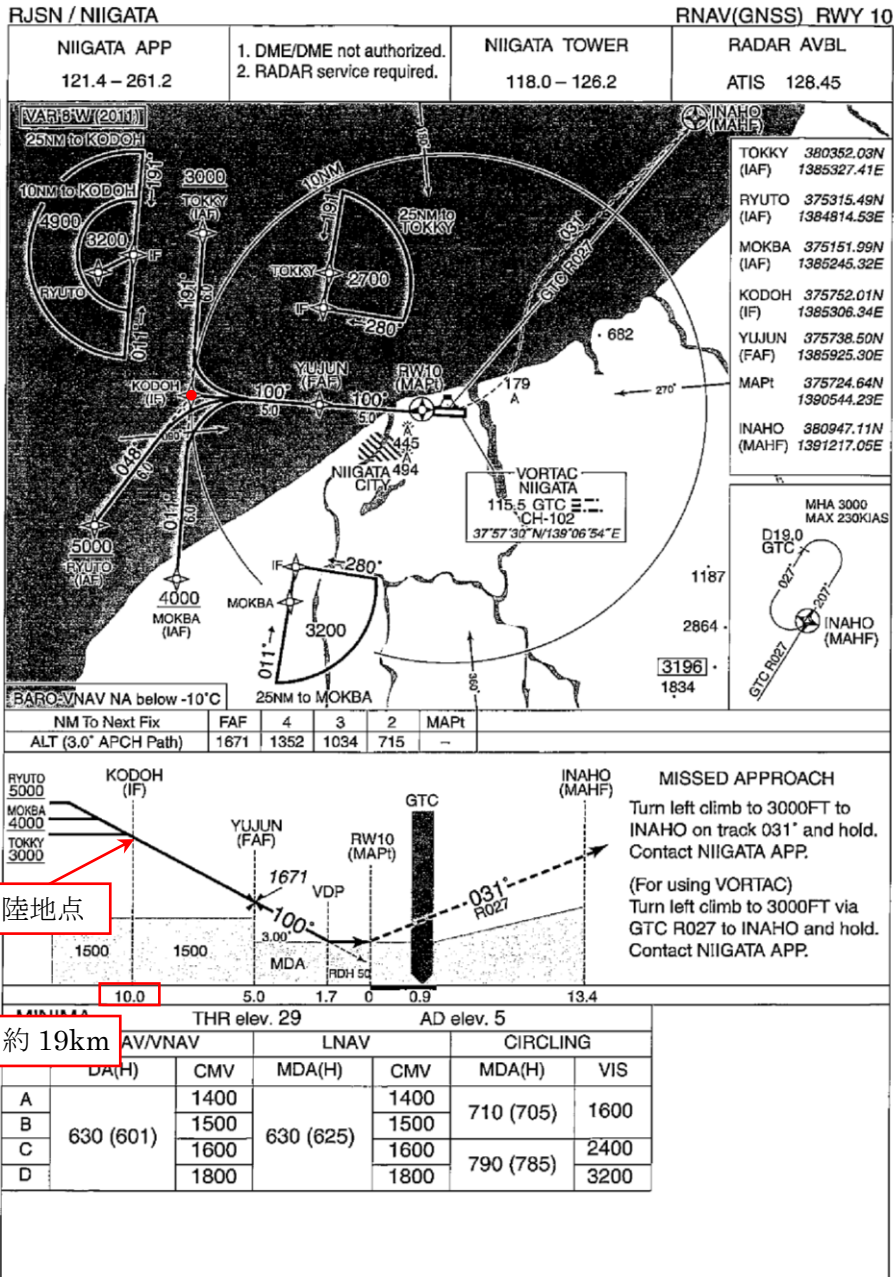 RJSN / NIIGATA
RNAV(GNSS) RWY 10
NIIGATA APP
121.4 – 261.2
1. DME/DME not authorized.
2. RADAR service required.
NIIGATA TOWER
118.0 – 126.2
RADAR AVBL
ATIS 128.45
VAR 8°W (2011)
25NM to KODOH
10NM to KODOH
4900
3200
IF
RYUTO
191°
011°
3000
TOKKY
(IAF)
191°
6.0
10NM
191°
25NM to
TOKKY
TOKKY
2700
IF
280°
INAHO
(MAHF)
031°
GTC R027
682
KODOH
(IF)
100°
5.0
YUJUN
(FAF)
100°
5.0
RW10
(MAPt)
179
A
270°
048°
6.0
011°
6.0
5000
RYUTO
(IAF)
4000
MOKBA
(IAF)
445
494
NIIGATA
CITY
VORTAC
NIIGATA
115.5 GTC
CH-102
37°57'30"N/139°06'54"E
IF
280°
MOKBA
3200
011°
25NM to MOKBA
360°
1187
2864
3196
1834
BARO-VNAV NA below -10°C
TOKKY 380352.03N
(IAF) 1385327.41E
RYUTO 375315.49N
(IAF) 1384814.53E
MOKBA 375151.99N
(IAF) 1385245.32E
KODOH 375752.01N
(IF) 1385306.34E
YUJUN 375738.50N
(FAF) 1385925.30E
MAPt 375724.64N
1390544.23E
INAHO 380947.11N
(MAHF) 1391217.05E
MHA 3000
MAX 230KIAS
D19.0
GTC
027°
207°
INAHO
(MAHF)
GTC R027
NM To Next Fix FAF 4 3 2 MAPt
ALT (3.0° APCH Path) 1671 1352 1034 715 –
RYUTO
5000
MOKBA
4000
TOKKY
3000
KODOH
(IF)
YUJUN
(FAF)
1671
100°
3.00°
VDP
RW10
(MAPt)
GTC
031°
R027
INAHO
(MAHF)
陸地点
1500
1500
MDA
RDH 50
10.0 5.0 1.7 0 0.9 13.4
MISSED APPROACH
Turn left climb to 3000FT to
INAHO on track 031° and hold.
Contact NIIGATA APP.
(For using VORTAC)
Turn left climb to 3000FT via
GTC R027 to INAHO and hold.
Contact NIIGATA APP.
THR elev. 29 AD elev. 5
約 19km
AV/VNAV LNAV CIRCLING
DA(H) CMV MDA(H) CMV MDA(H) VIS
A 630 (601) 1400 630 (625) 1400 710 (705) 1600
B 1500 1500
C 1600 1600 790 (785) 2400
D 1800 1800 3200